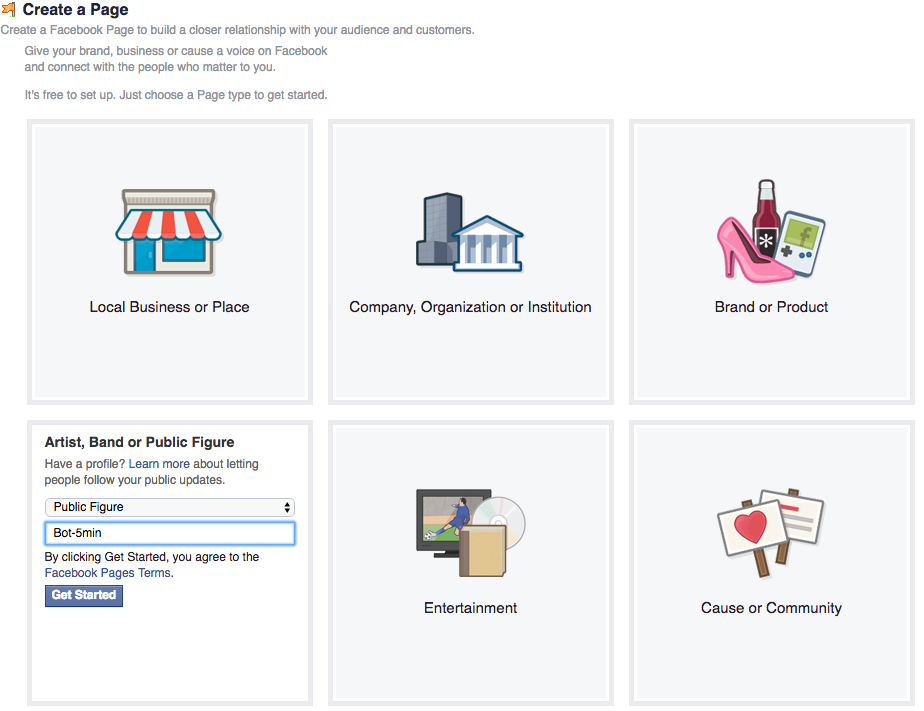 Create a Page
Create a Facebook Page to build a closer relationship with your audience and customers.
Give your brand, business or cause a voice on Facebook
and connect with the people who matter to you.
It's free to set up. Just choose a Page type to get started.
Local Business or Place
Company, Organization or Institution
Brand or Product
Artist, Band or Public Figure
Have a profile? Learn more about letting
people follow your public updates.
Public Figure
Bot-5min
By clicking Get Started, you agree to the
Facebook Pages Terms.
Get Started
Entertainment
Cause or Community